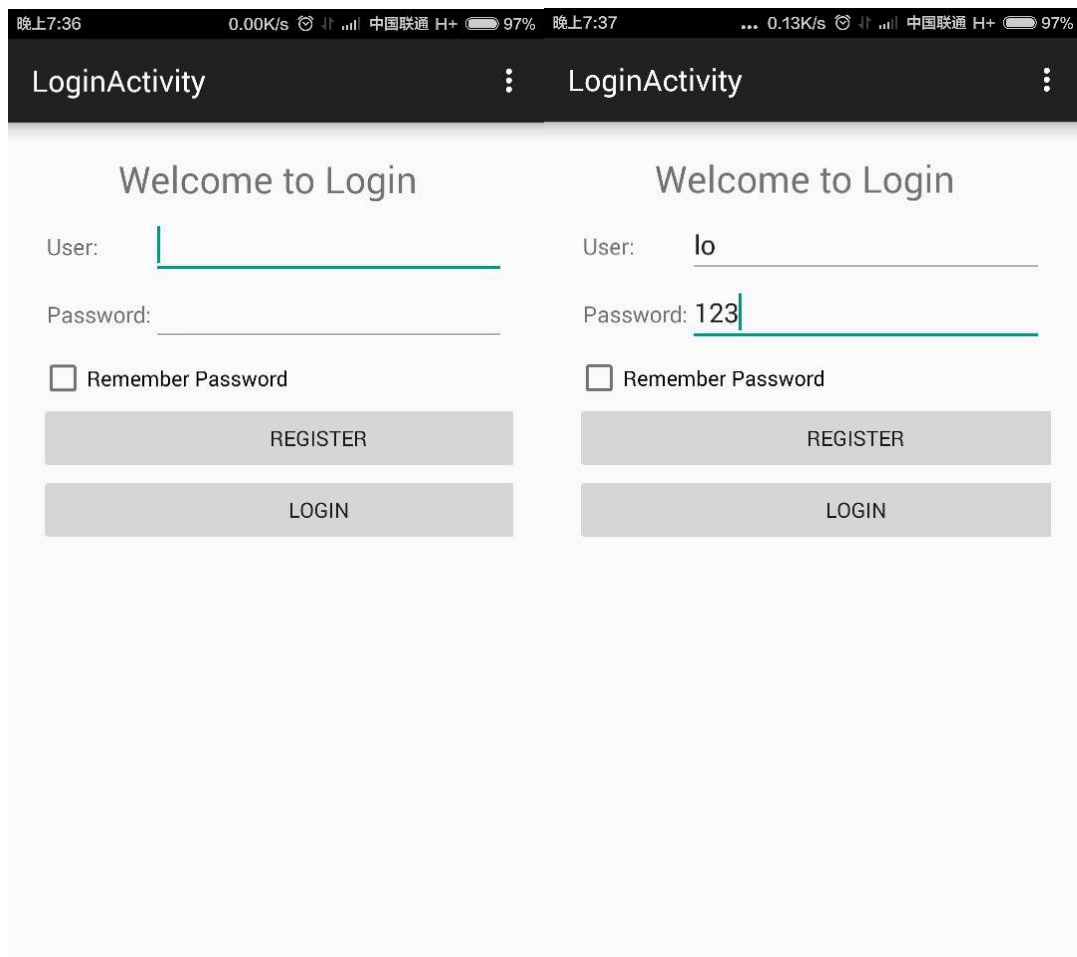 晚上7:36 0.00K/s 中国联通 H+ 97%
LoginActivity
Welcome to Login
User:
Password:
Remember Password
REGISTER
LOGIN
晚上7:37 ... 0.13K/s 中国联通 H+ 97%
LoginActivity
Welcome to Login
User: lo
Password: 123
Remember Password
REGISTER
LOGIN